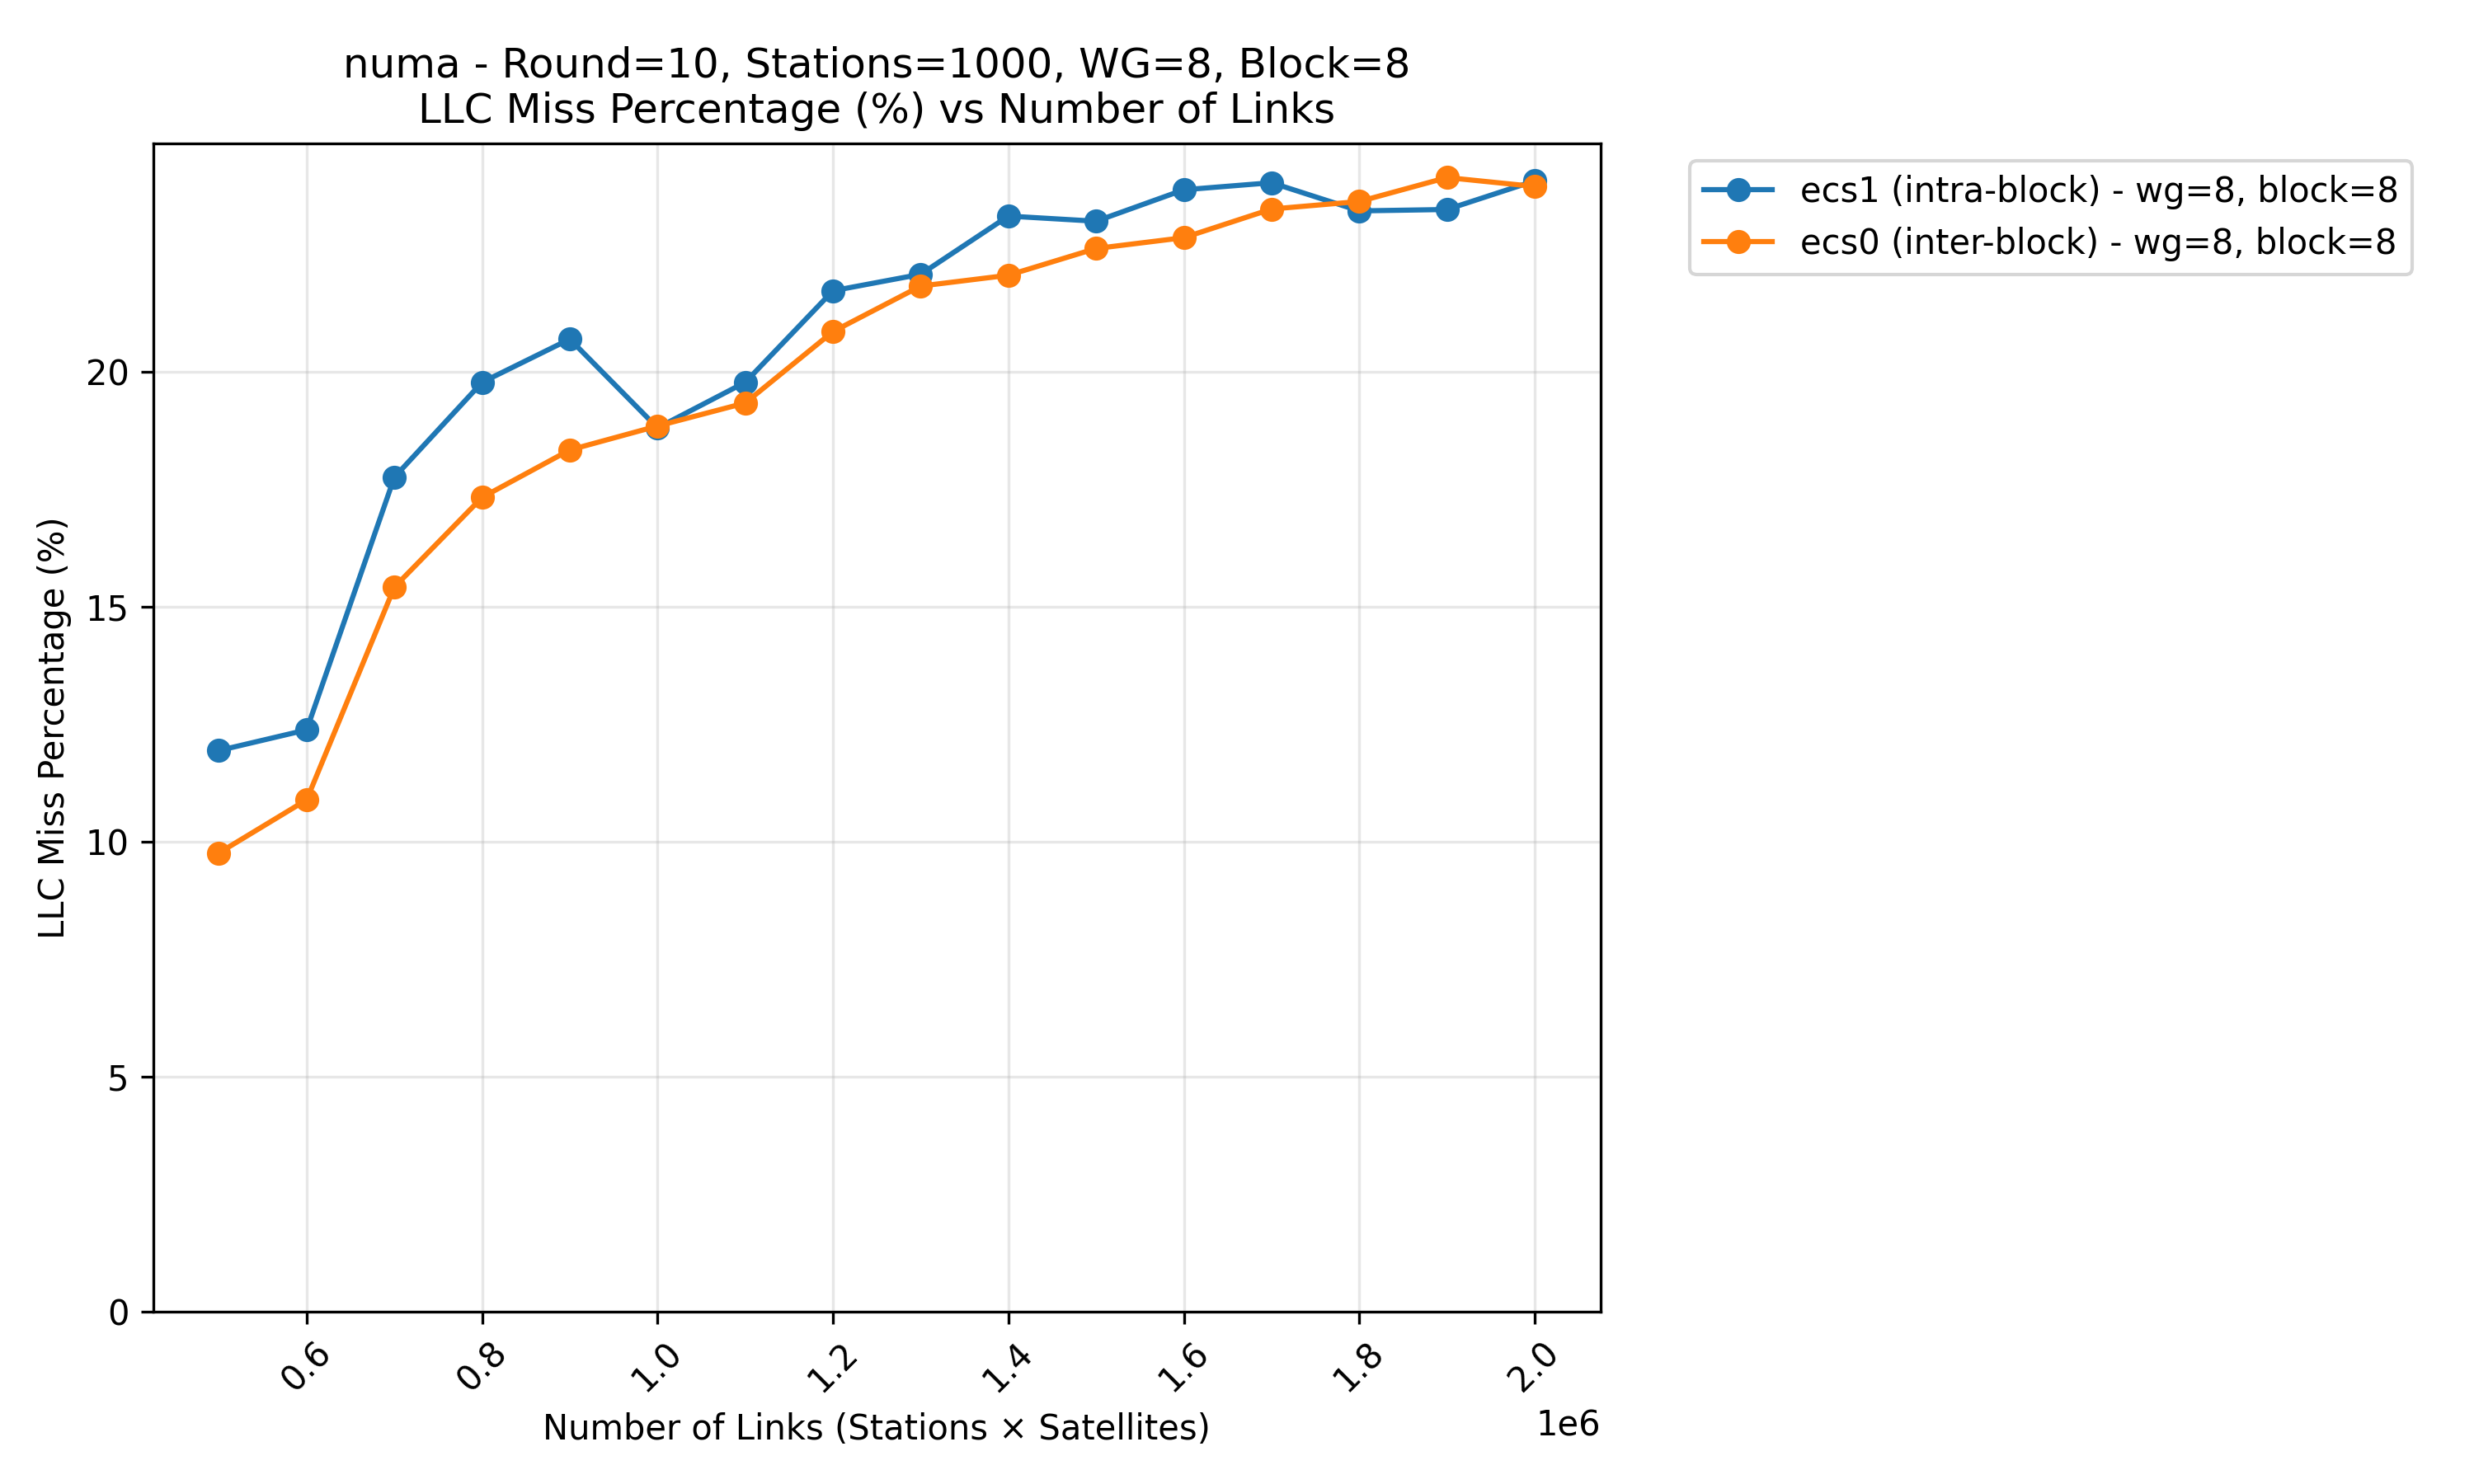 numa - Round=10, Stations=1000, WG=8, Block=8
LLC Miss Percentage (%) vs Number of Links
ecs1 (intra-block) - wg=8, block=8
ecs0 (inter-block) - wg=8, block=8
LLC Miss Percentage (%)
20
15
10
5
0
0.6
0.8
1.0
1.2
1.4
1.6
1.8
2.0
1e6
Number of Links (Stations × Satellites)